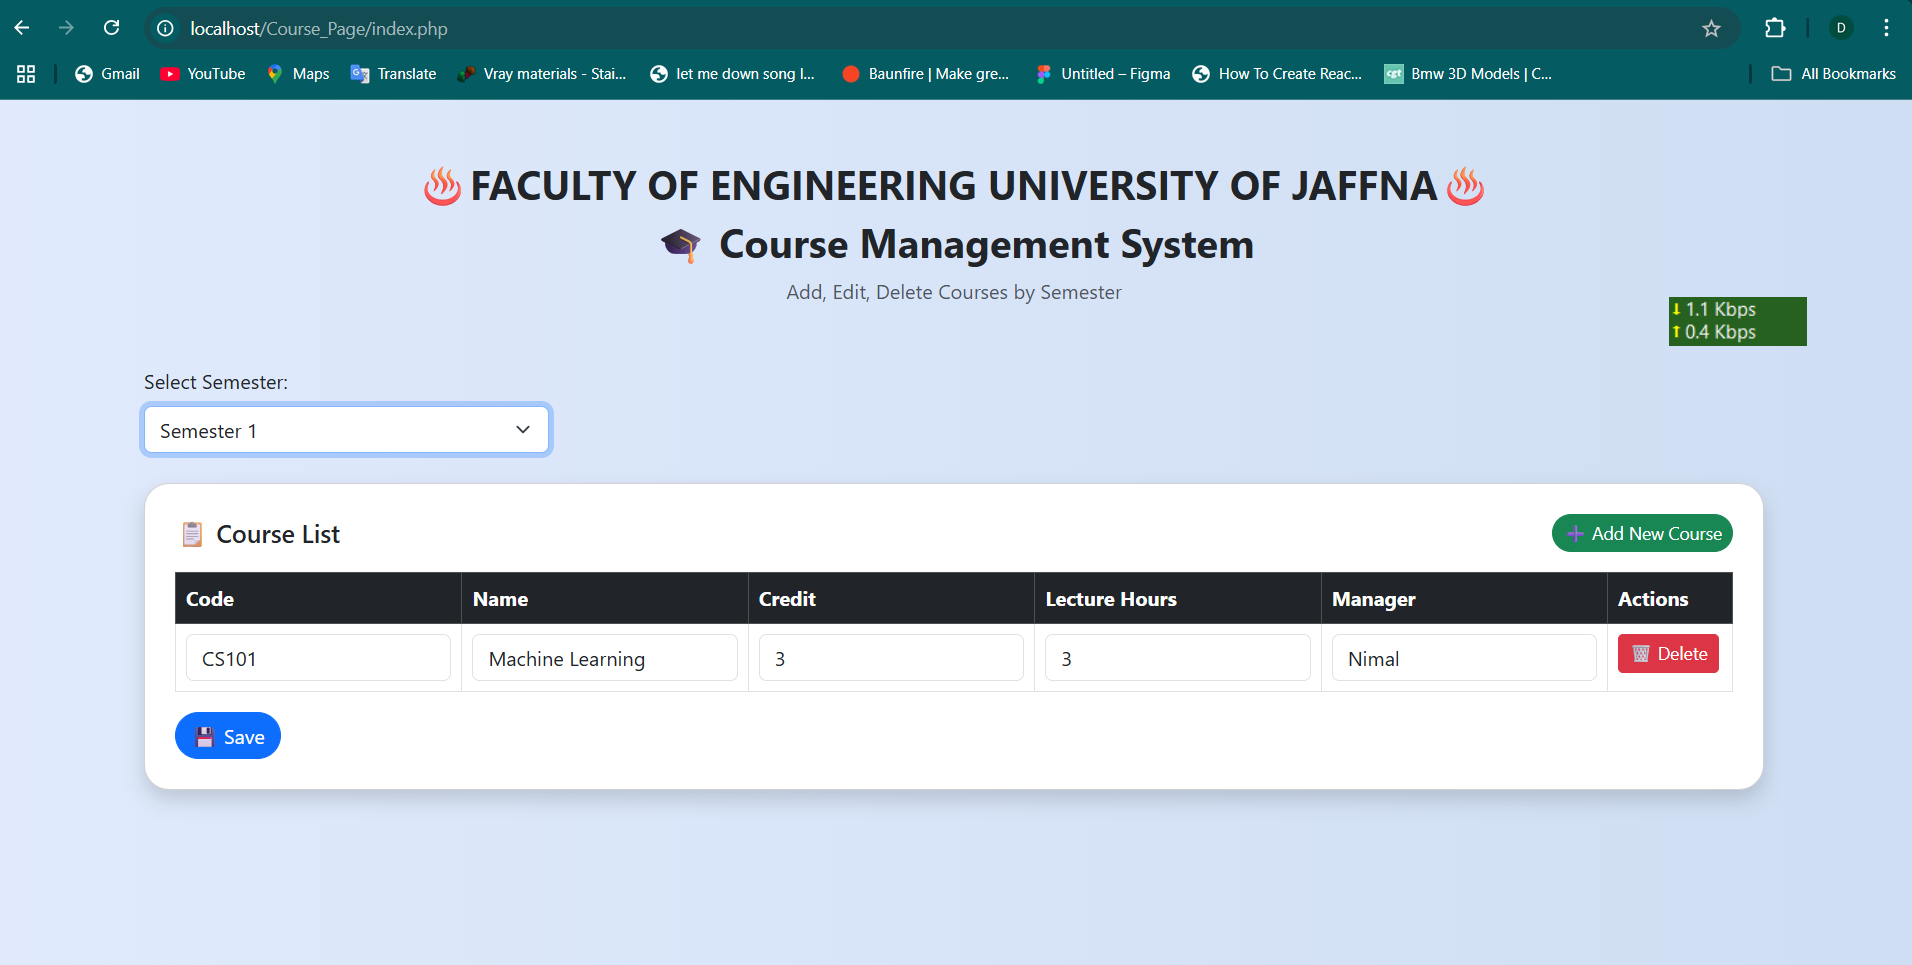 localhost/Course_Page/index.php
D
Gmail
YouTube
Maps
Translate
Vray materials - Stai...
let me down song l...
Baunfire | Make gre...
Untitled – Figma
How To Create Reac...
cgt
Bmw 3D Models | C...
All Bookmarks
FACULTY OF ENGINEERING UNIVERSITY OF JAFFNA
Course Management System
Add, Edit, Delete Courses by Semester
1.1 Kbps
0.4 Kbps
Select Semester:
Semester 1
Course List
Add New Course
Code Name Credit Lecture Hours Manager Actions
CS101 Machine Learning 3 3 Nimal Delete
Save